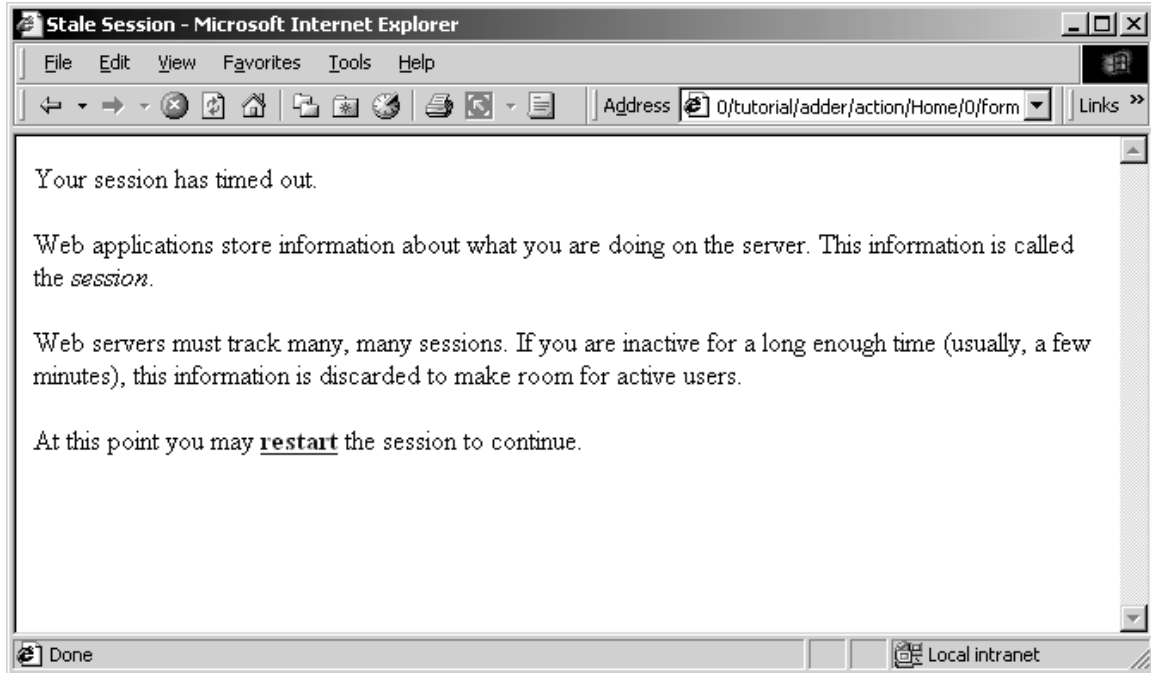 Stale Session - Microsoft Internet Explorer
File Edit View Favorites Tools Help
Address 0/tutorial/adder/action/Home/0/form Links »
Your session has timed out.
Web applications store information about what you are doing on the server. This information is called
the session.
Web servers must track many, many sessions. If you are inactive for a long enough time (usually, a few
minutes), this information is discarded to make room for active users.
At this point you may restart the session to continue.
Done Local intranet